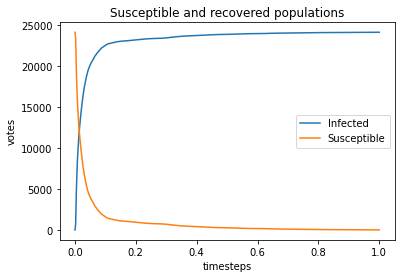 Susceptible and recovered populations
25000
20000
15000
10000
5000
0
votes
Infected
Susceptible
0.0 0.2 0.4 0.6 0.8 1.0
timesteps